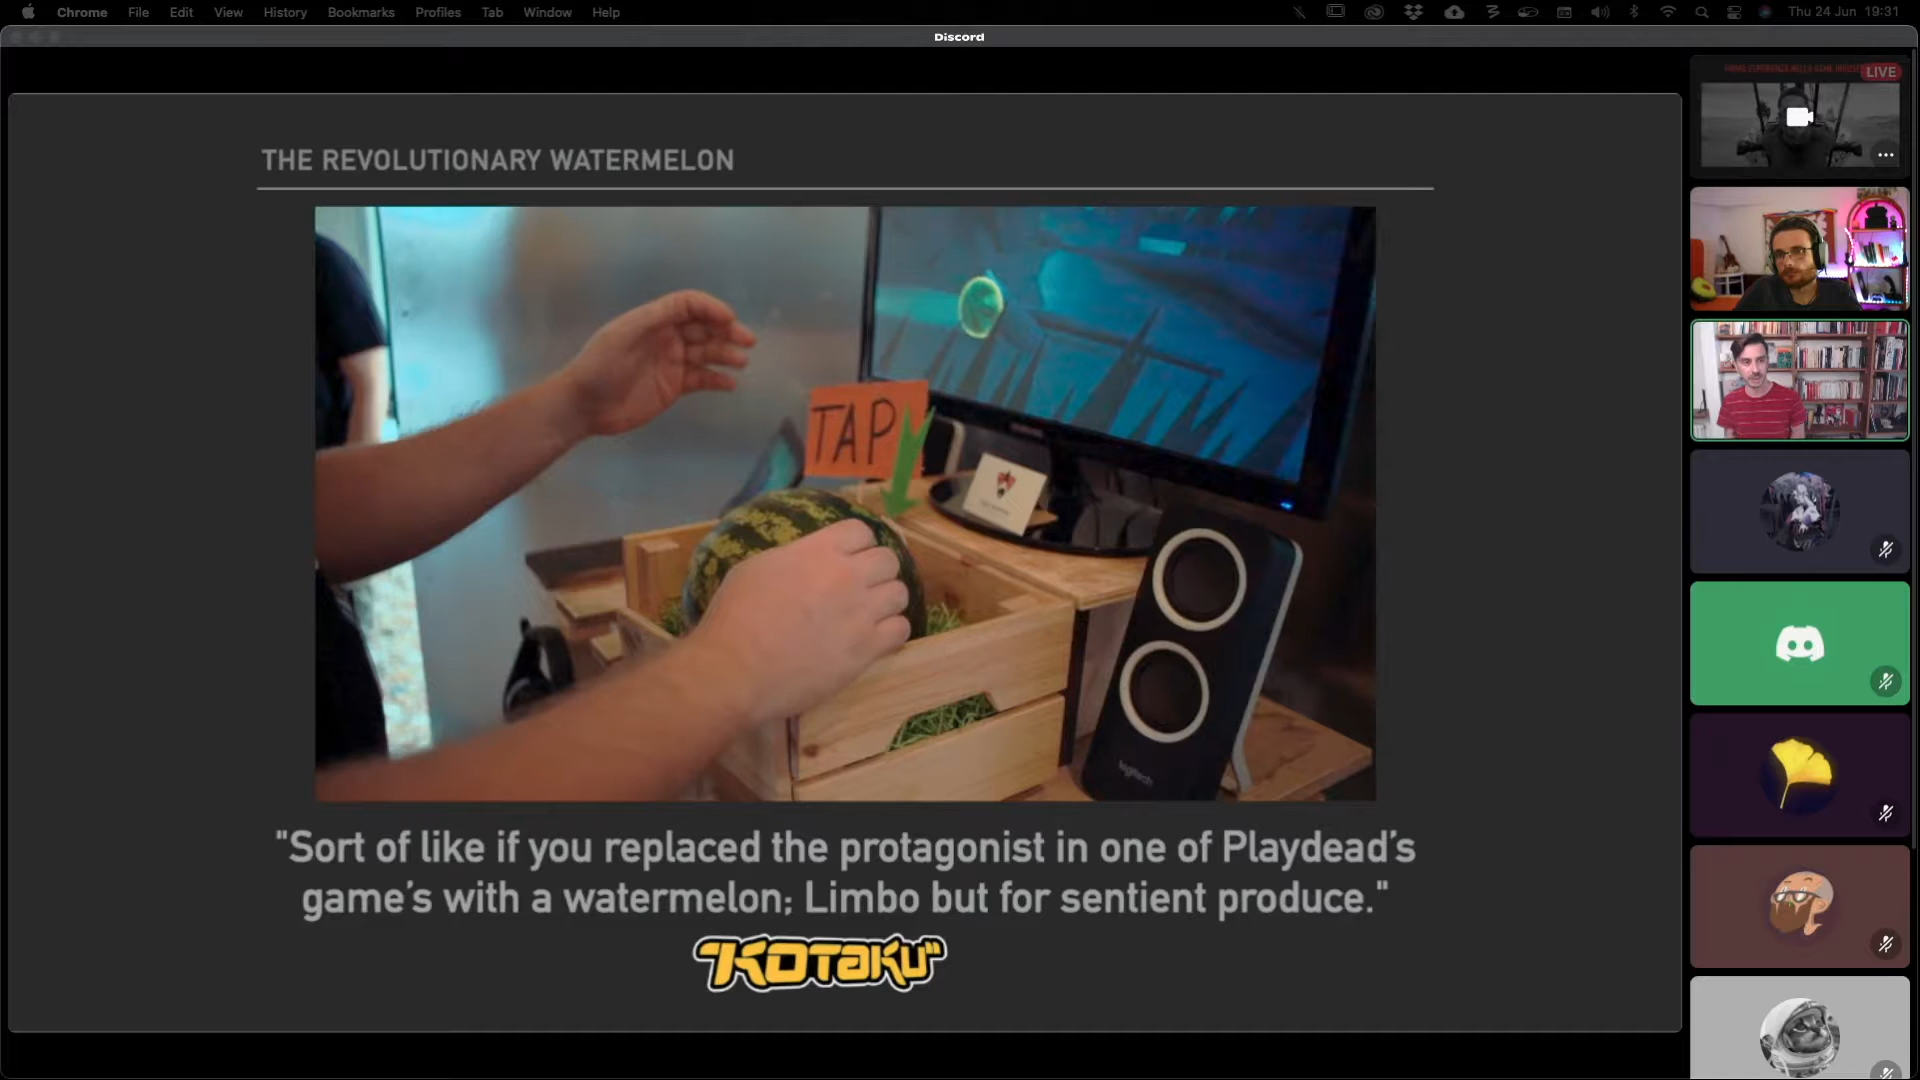 Chrome File Edit View History Bookmarks Profiles Tab Window Help Thu 24 Jun 19:31
Discord
LIVE
THE REVOLUTIONARY WATERMELON
TAP
logitech
"Sort of like if you replaced the protagonist in one of Playdead's
game's with a watermelon; Limbo but for sentient produce."
KOTAKU